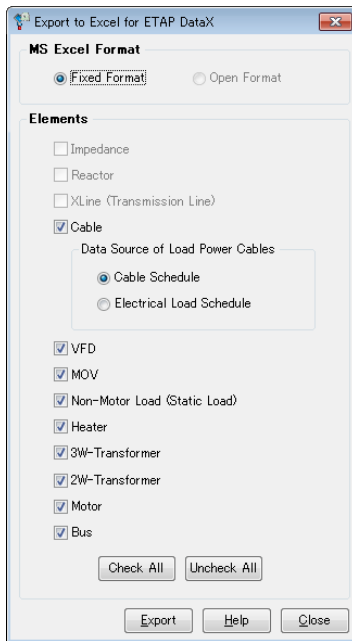 Export to Excel for ETAP DataX
MS Excel Format
Fixed Format
Open Format
Elements
Impedance
Reactor
XLine (Transmission Line)
Cable
Data Source of Load Power Cables
Cable Schedule
Electrical Load Schedule
VFD
MOV
Non-Motor Load (Static Load)
Heater
3W-Transformer
2W-Transformer
Motor
Bus
Check All
Uncheck All
Export
Help
Close